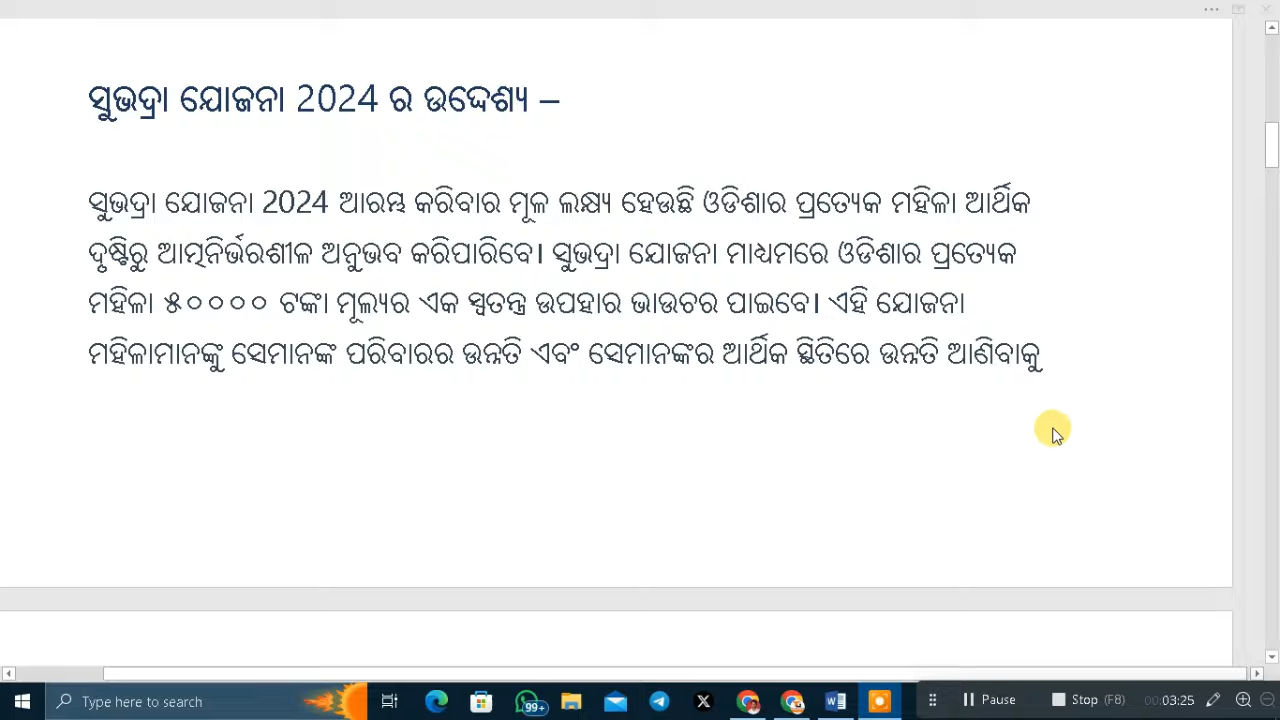 ସୁଭଦ୍ରା ଯୋଜନା 2024 ର ଉଦ୍ଦେଶ୍ୟ –
ସୁଭଦ୍ରା ଯୋଜନା 2024 ଆରମ୍ଭ କରିବାର ମୂଳ ଲକ୍ଷ୍ୟ ହେଉଛି ଓଡିଶାର ପ୍ରତ୍ୟେକ ମହିଳା ଆର୍ଥିକ
ଦୃଷ୍ଟିରୁ ଆତ୍ମନିର୍ଭରଶୀଳ ଅନୁଭବ କରିପାରିବେ। ସୁଭଦ୍ରା ଯୋଜନା ମାଧ୍ୟମରେ ଓଡିଶାର ପ୍ରତ୍ୟେକ
ମହିଳା ୫୦୦୦୦ ଟଙ୍କା ମୂଲ୍ୟର ଏକ ସ୍ୱତନ୍ତ୍ର ଉପହାର ଭାଉଚର ପାଇବେ। ଏହି ଯୋଜନା
ମହିଳାମାନଙ୍କୁ ସେମାନଙ୍କ ପରିବାରର ଉନ୍ନତି ଏବଂ ସେମାନଙ୍କର ଆର୍ଥିକ ସ୍ଥିତିରେ ଉନ୍ନତି ଆଣିବାକୁ
Type here to search
99+
Pause
Stop (F8)
00:03:25